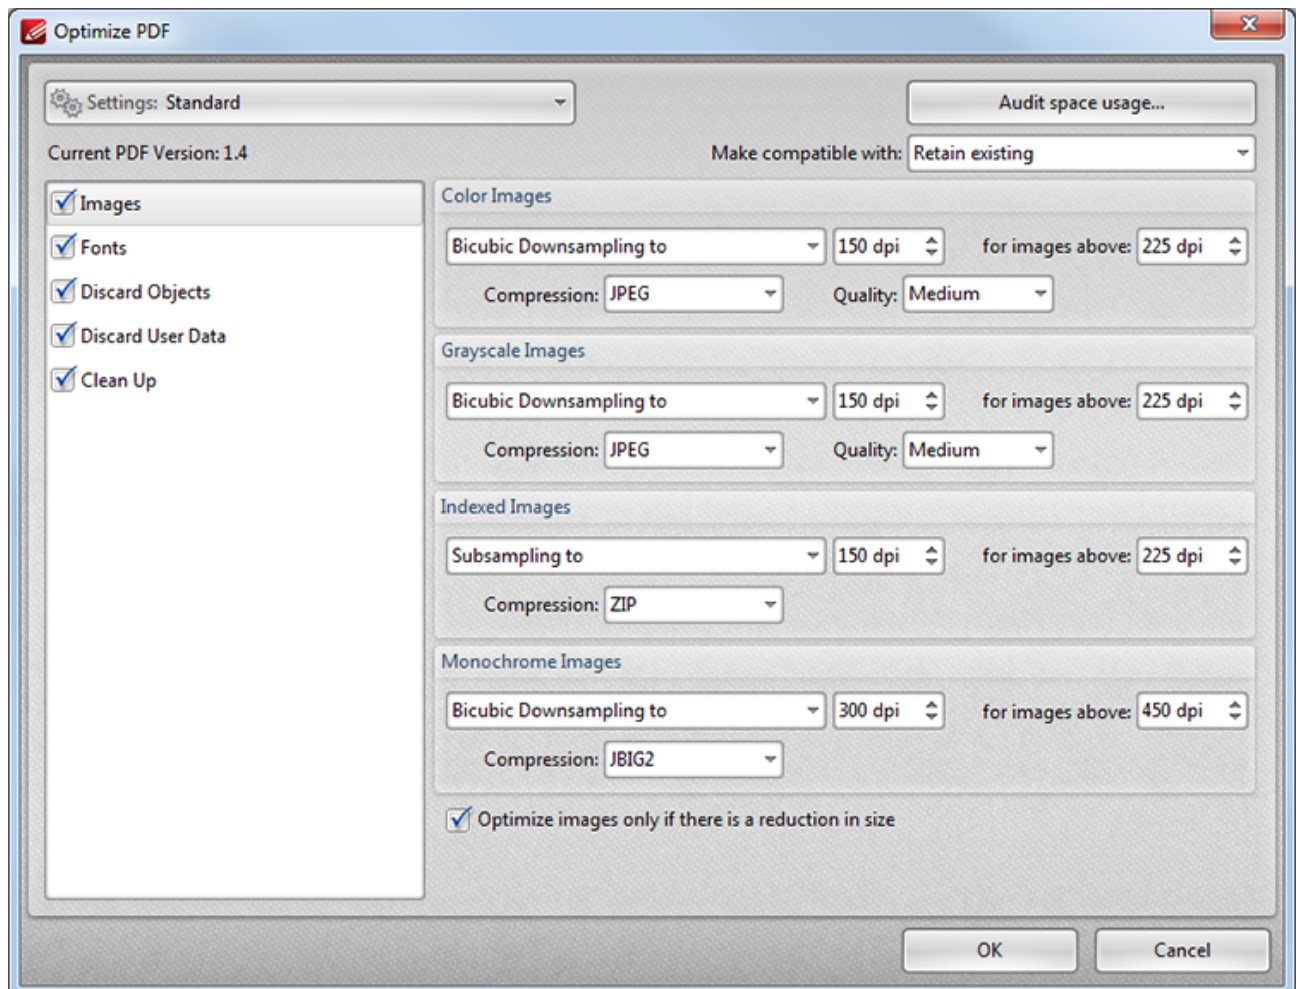 Optimize PDF
Settings: Standard
Audit space usage...
Current PDF Version: 1.4
Make compatible with: Retain existing
Images
Fonts
Discard Objects
Discard User Data
Clean Up
Color Images
Bicubic Downsampling to 150 dpi for images above: 225 dpi
Compression: JPEG Quality: Medium
Grayscale Images
Bicubic Downsampling to 150 dpi for images above: 225 dpi
Compression: JPEG Quality: Medium
Indexed Images
Subsampling to 150 dpi for images above: 225 dpi
Compression: ZIP
Monochrome Images
Bicubic Downsampling to 300 dpi for images above: 450 dpi
Compression: JBIG2
Optimize images only if there is a reduction in size
OK Cancel